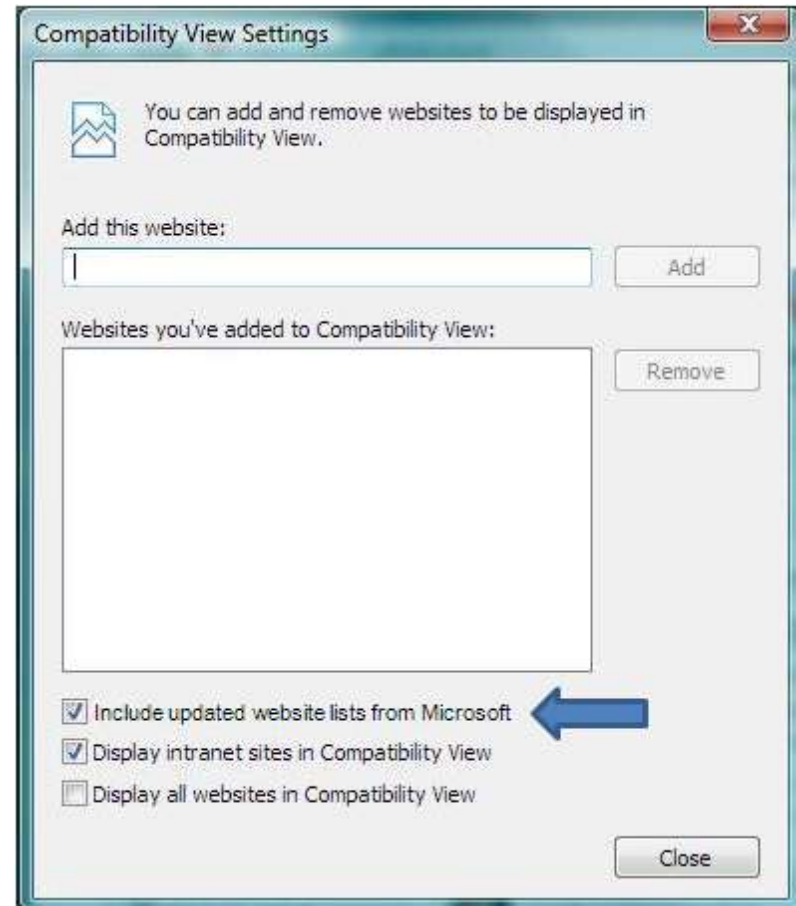 Compatibility View Settings
You can add and remove websites to be displayed in
Compatibility View.
Add this website:
Add
Websites you've added to Compatibility View:
Remove
Include updated website lists from Microsoft
Display intranet sites in Compatibility View
Display all websites in Compatibility View
Close